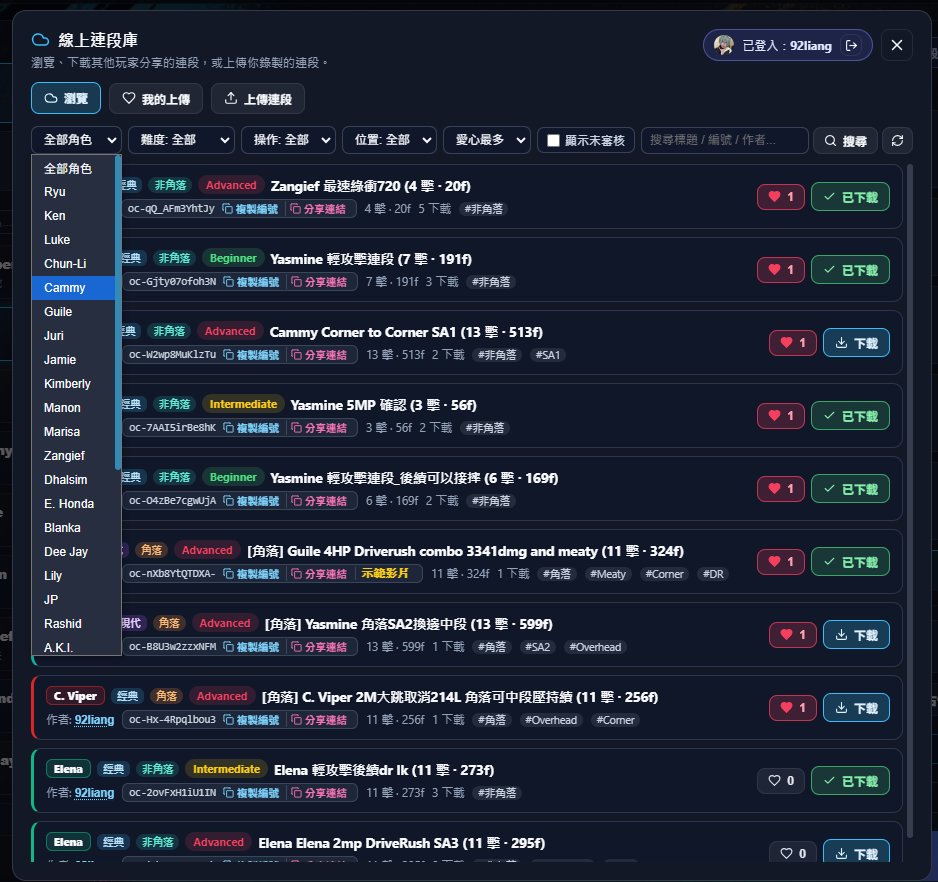 線上連段庫
瀏覽、下載其他玩家分享的連段，或上傳你錄製的連段。
已登入：92liang
瀏覽 我的上傳 上傳連段
全部角色 難度: 全部 操作: 全部 位置: 全部 愛心最多 顯示未審核 搜尋標題 / 編號 / 作者... 搜尋
全部角色
Ryu
Ken
Luke
Chun-Li
Cammy
Guile
Juri
Jamie
Kimberly
Manon
Marisa
Zangief
Dhalsim
E. Honda
Blanka
Dee Jay
Lily
JP
Rashid
A.K.I.
非角落 Advanced Zangief 最速綠衝720 (4 擊 · 20f)
oc-qQ_AFm3YhtJy 複製編號 分享連結 4 擊 · 20f 5 下載 #非角落
1 已下載
非角落 Beginner Yasmine 輕攻擊連段 (7 擊 · 191f)
oc-Gjty07ofoh3N 複製編號 分享連結 7 擊 · 191f 3 下載 #非角落
1 已下載
非角落 Advanced Cammy Corner to Corner SA1 (13 擊 · 513f)
oc-W2wp8MuKlzTu 複製編號 分享連結 13 擊 · 513f 2 下載 #非角落 #SA1
1 下載
非角落 Intermediate Yasmine 5MP 確認 (3 擊 · 56f)
oc-7AAI5irBe8hK 複製編號 分享連結 3 擊 · 56f 2 下載 #非角落
1 已下載
非角落 Beginner Yasmine 輕攻擊連段_後續可以接摔 (6 擊 · 169f)
oc-O4zBe7cgwUjA 複製編號 分享連結 6 擊 · 169f 2 下載 #非角落
1 已下載
角落 Advanced [角落] Guile 4HP Driverush combo 3341dmg and meaty (11 擊 · 324f)
oc-nXb8YtQTDXA- 複製編號 分享連結 示範影片 11 擊 · 324f 1 下載 #角落 #Meaty #Corner #DR
1 已下載
現代 角落 Advanced [角落] Yasmine 角落SA2換邊中段 (13 擊 · 599f)
oc-B8U3w2zzxNFM 複製編號 分享連結 13 擊 · 599f 1 下載 #角落 #SA2 #Overhead
1 下載
C. Viper 經典 角落 Advanced [角落] C. Viper 2M大跳取消214L 角落可中段壓持續 (11 擊 · 256f)
作者: 92liang oc-Hx-4Rpqlbou3 複製編號 分享連結 11 擊 · 256f 1 下載 #角落 #Overhead #Corner
1 下載
Elena 經典 非角落 Intermediate Elena 輕攻擊後續dr lk (11 擊 · 273f)
作者: 92liang oc-2ovFxH1iU1IN 複製編號 分享連結 11 擊 · 273f 3 下載 #非角落
0 已下載
Elena 經典 非角落 Advanced Elena Elena 2mp DriveRush SA3 (11 擊 · 295f)
0 下載